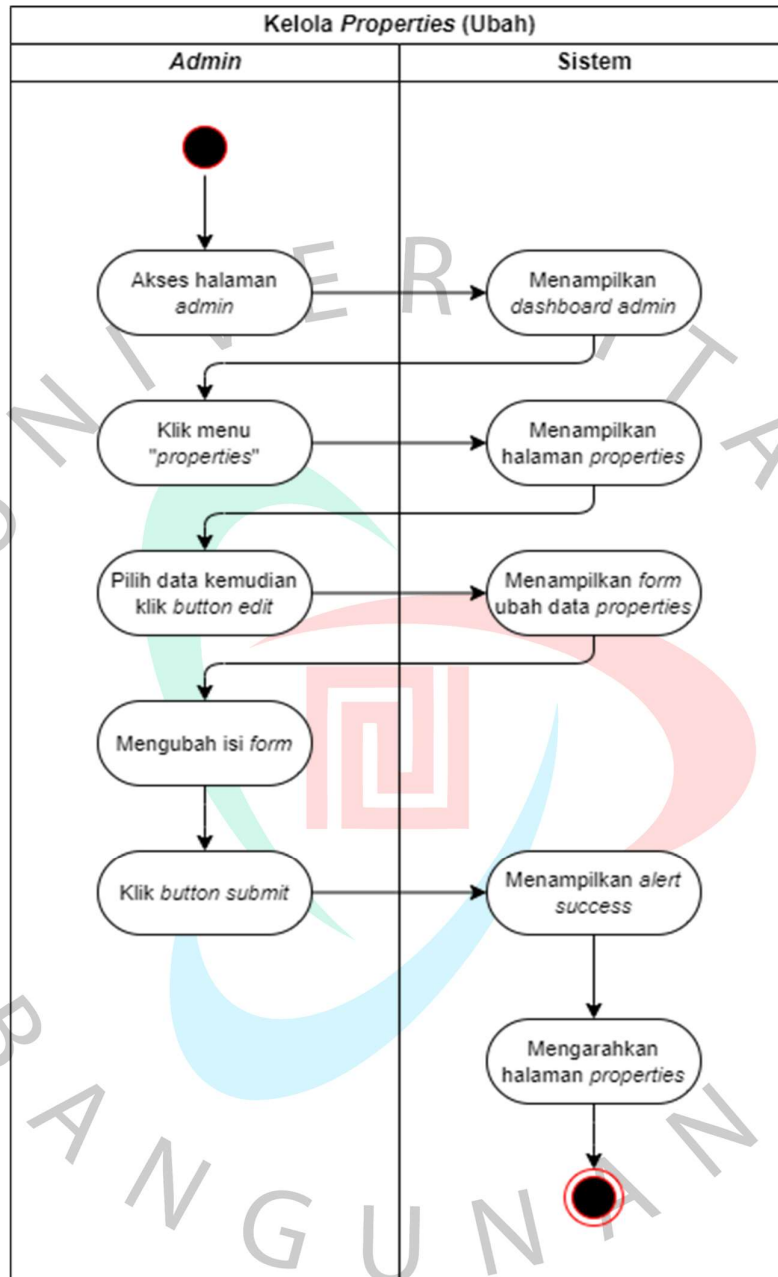 Kelola Properties (Ubah)
Admin
Sistem
Akses halaman
admin
Menampilkan
dashboard admin
Klik menu
"properties"
Menampilkan
halaman properties
Pilih data kemudian
klik button edit
Menampilkan form
ubah data properties
Mengubah isi form
Klik button submit
Menampilkan alert
success
Mengarahkan
halaman properties
BANGUNAN